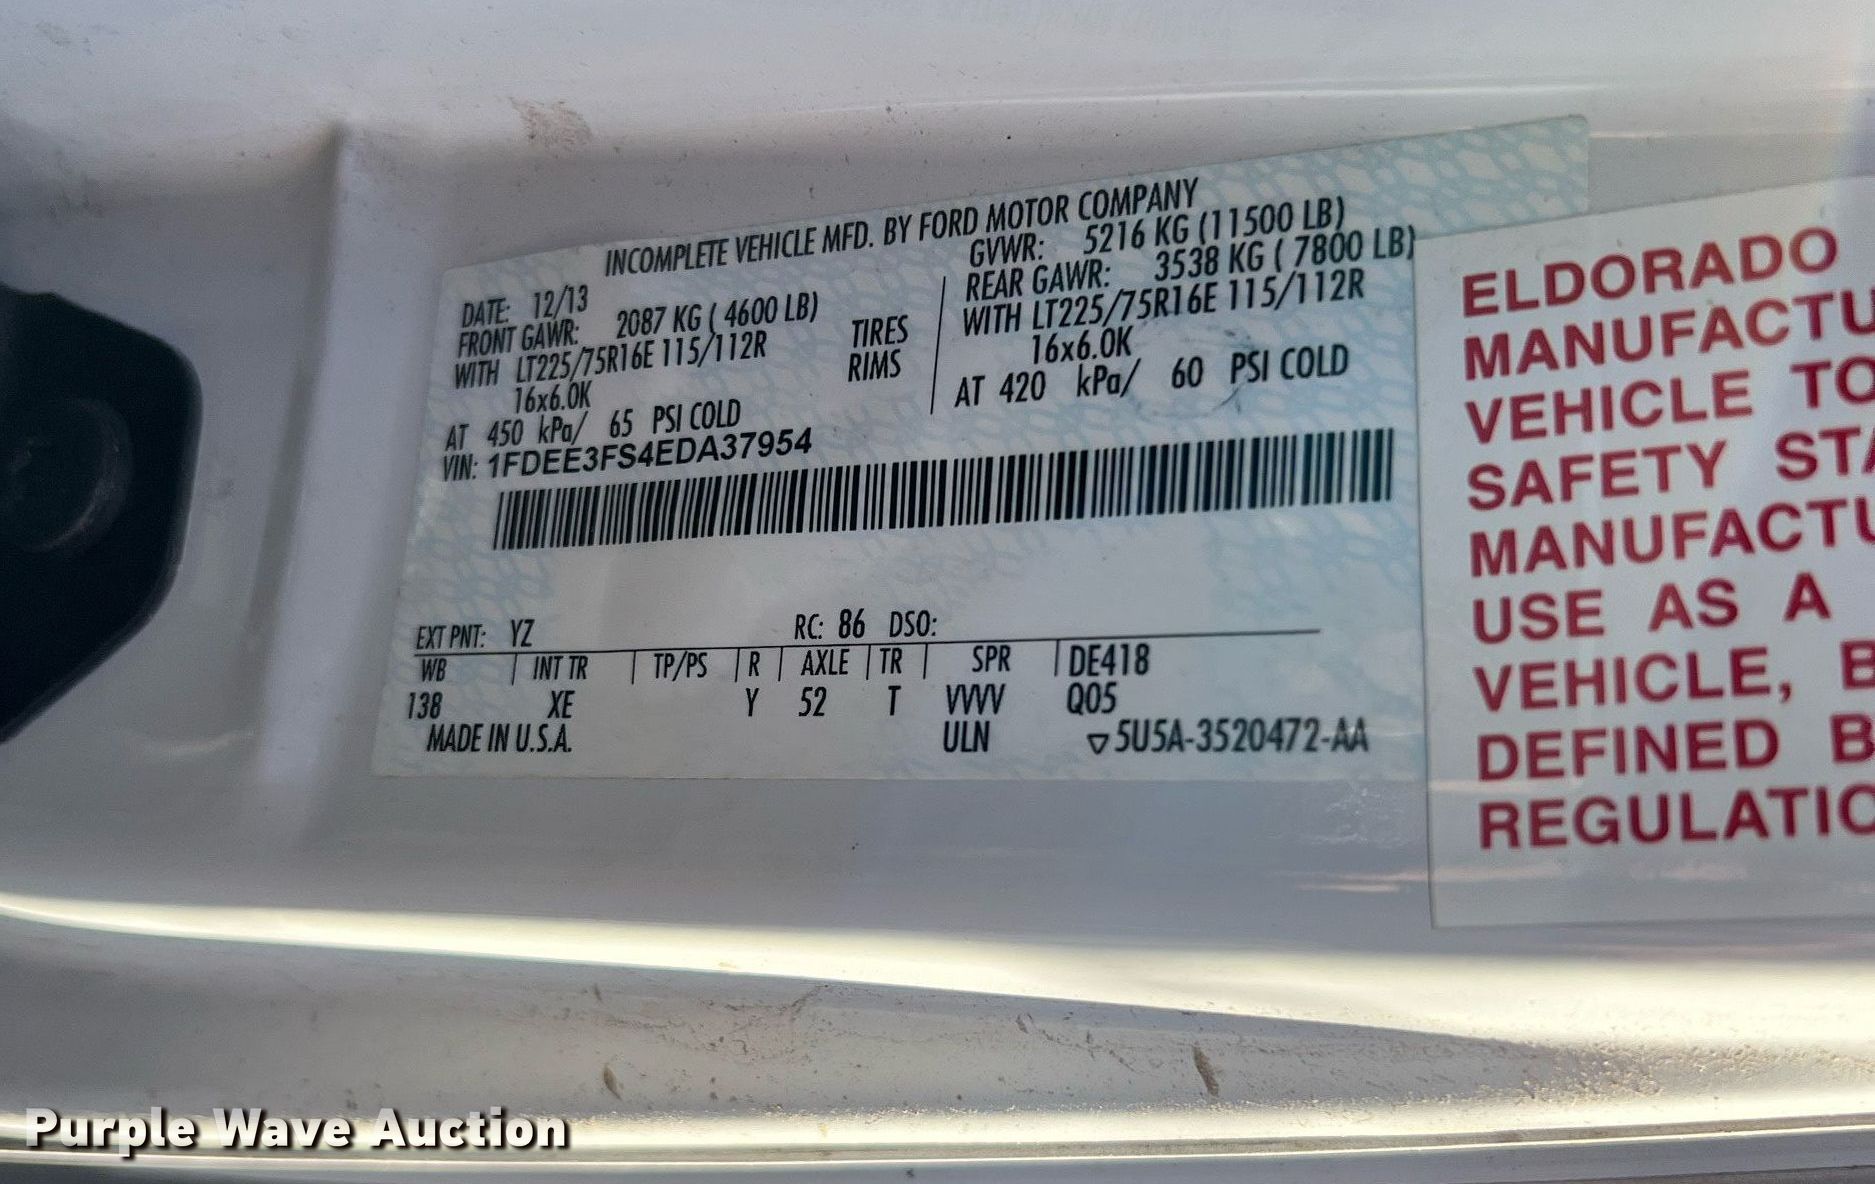 INCOMPLETE VEHICLE MFD. BY FORD MOTOR COMPANY
DATE: 12/13
GVWR: 5216 KG (11500 LB)
FRONT GAWR: 2087 KG ( 4600 LB)
REAR GAWR: 3538 KG ( 7800 LB)
WITH LT225/75R16E 115/112R
TIRES
WITH LT225/75R16E 115/112R
16x6.0K
RIMS
16x6.0K
AT 450 kPa/ 65 PSI COLD
AT 420 kPa/ 60 PSI COLD
VIN: 1FDEE3FS4EDA37954
EXT PNT: YZ RC: 86 DSO:
WB | INT TR | TP/PS | R | AXLE | TR | SPR | DE418
138 XE Y 52 T VVVV Q05
MADE IN U.S.A. ULN ▽5U5A-3520472-AA
ELDORADO
MANUFACTU
VEHICLE TO
SAFETY STA
MANUFACTU
USE AS A
VEHICLE, B
DEFINED B
REGULATIO
Purple Wave Auction